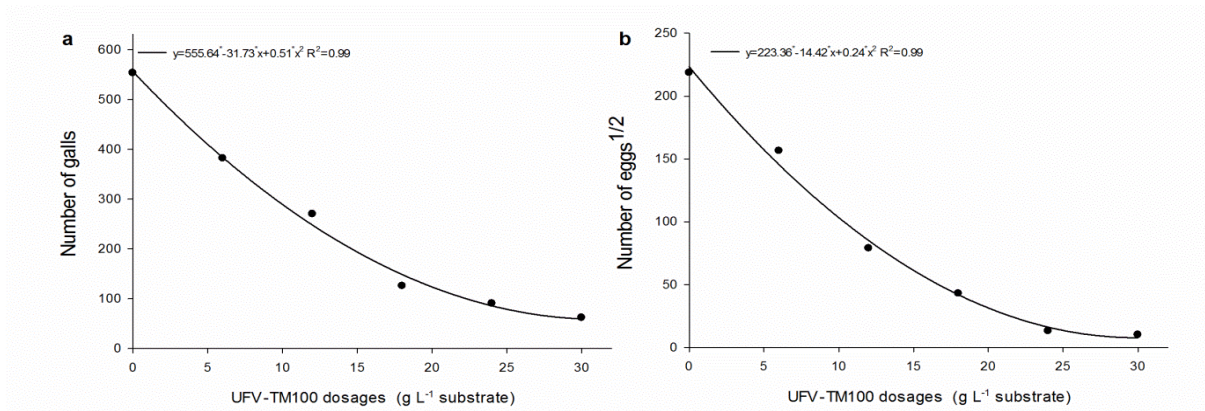 a
y=555.64*-31.73*x+0.51*x² R²=0.99
600
500
400
300
200
100
0
Number of galls
0 5 10 15 20 25 30
UFV-TM100 dosages (g L⁻¹ substrate)
b
y=223.36*-14.42*x+0.24*x² R²=0.99
250
200
150
100
50
0
Number of eggs¹/²
0 5 10 15 20 25 30
UFV-TM100 dosages (g L⁻¹ substrate)